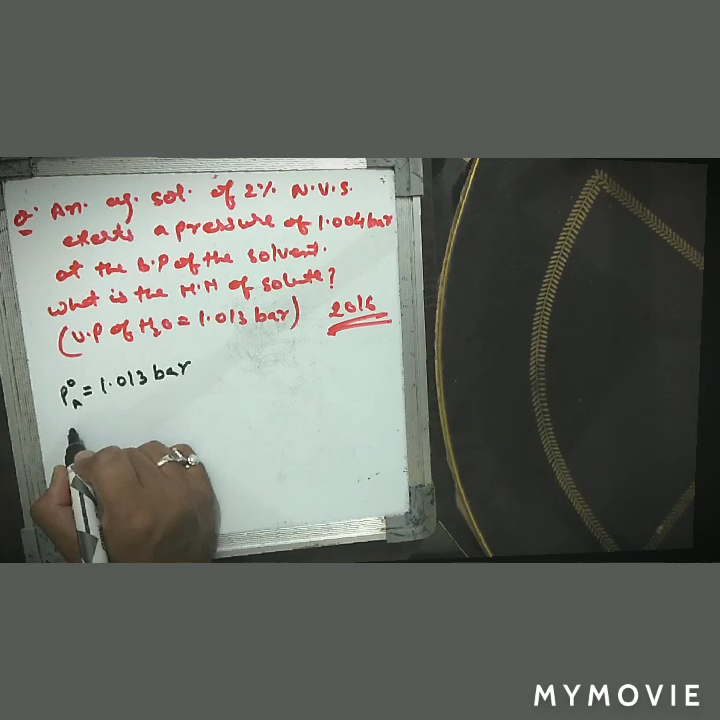 Q: An. aq. sol. of 2% N.V.S.
exerts a pressure of 1.004 bar
at the B.P of the solvent.
What is the M.M of solute?
(V.P of H2O = 1.013 bar) 2016
P°A = 1.013 bar
MYMOVIE